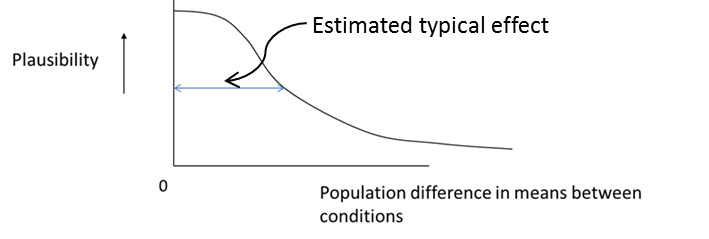 Estimated typical effect
Plausibility
0
Population difference in means between
conditions